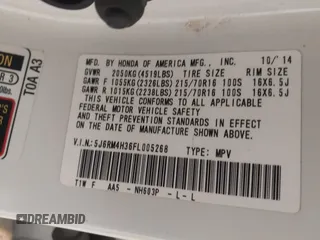 MFD. BY HONDA OF AMERICA MFG., INC. 10/'14
GVWR 2050KG(4519LBS) TIRE SIZE RIM SIZE
GAWR F 1055KG(2326LBS) 215/70R16 100S 16X6.5J
GAWR R 1015KG(2238LBS) 215/70R16 100S 16X6.5J
THIS VEHICLE CONFORMS TO ALL APPLICABLE
FEDERAL MOTOR VEHICLE SAFETY
AND THEFT PREVENTION STANDARDS IN
EFFECT ON THE DATE OF MANUFACTURE
SHOWN ABOVE.
V.I.N:5J6RM4H36FL005268 TYPE: MPV
T1W F AA5 - NH603P - L - L
T0A A3
ION
R 3
DREAMBID